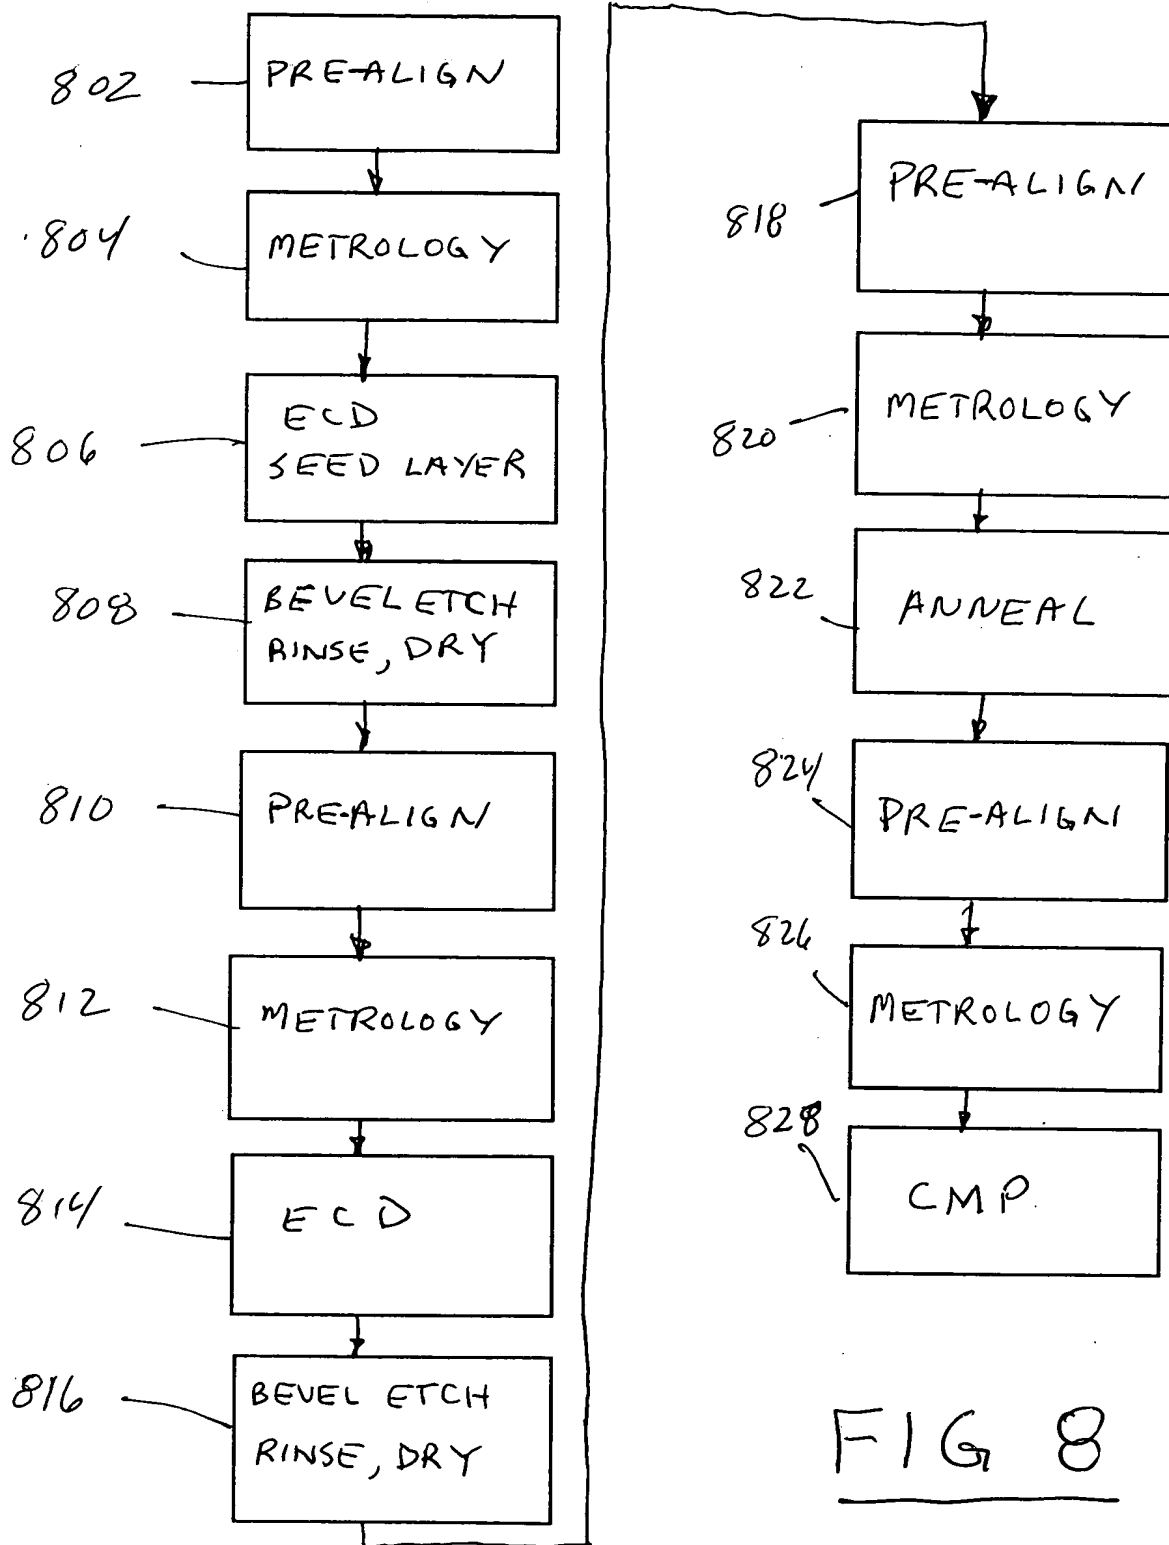 802
PRE-ALIGN
804
METROLOGY
806
ECD
SEED LAYER
808
BEVEL ETCH
RINSE, DRY
810
PRE-ALIGN
812
METROLOGY
814
ECD
816
BEVEL ETCH
RINSE, DRY
818
PRE-ALIGN
820
METROLOGY
822
ANNEAL
824
PRE-ALIGN
826
METROLOGY
828
CMP
FIG 8